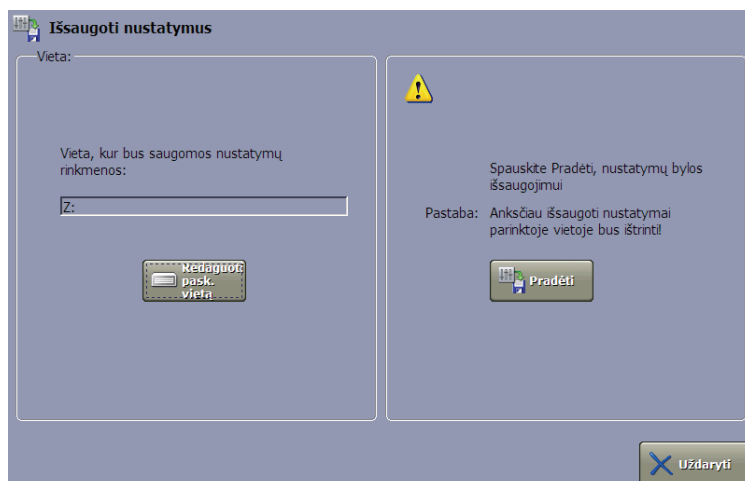 Išsaugoti nustatymus
Vieta:
Vieta, kur bus saugomos nustatymų
rinkmenos:
Z:
Redaguoti
pask.
vietą
Spauskite Pradėti, nustatymų bylos
išsaugojimui
Pastaba: Anksčiau išsaugoti nustatymai
parinktoje vietoje bus ištrinti!
Pradėti
Uždaryti